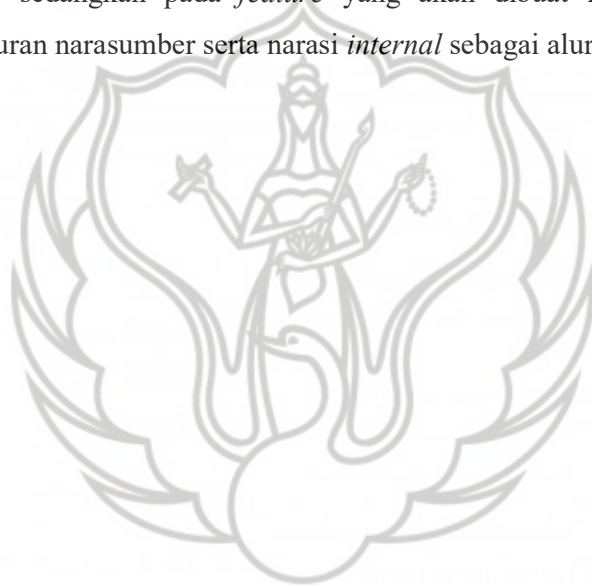 sedangkan pada feature yang akan dibuat
uran narasumber serta narasi internal sebagai alur